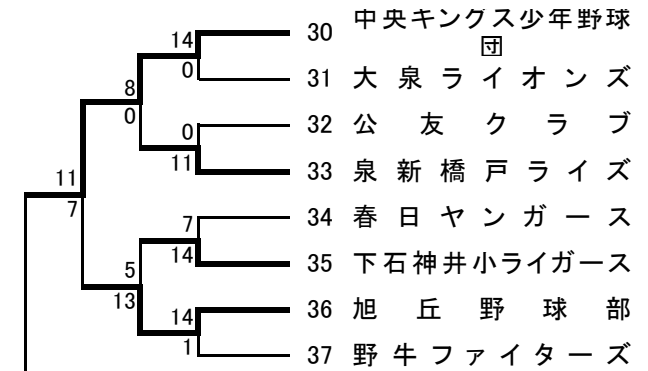 中央キングス少年野球
団
30
14
0
31 大泉ライオンズ
8
0
32 公友クラブ
0
11
33 泉新橋戸ライズ
11
7
34 春日ヤンガース
7
14
35 下石神井小ライガース
5
13
36 旭丘野球部
14
1
37 野牛ファイターズ